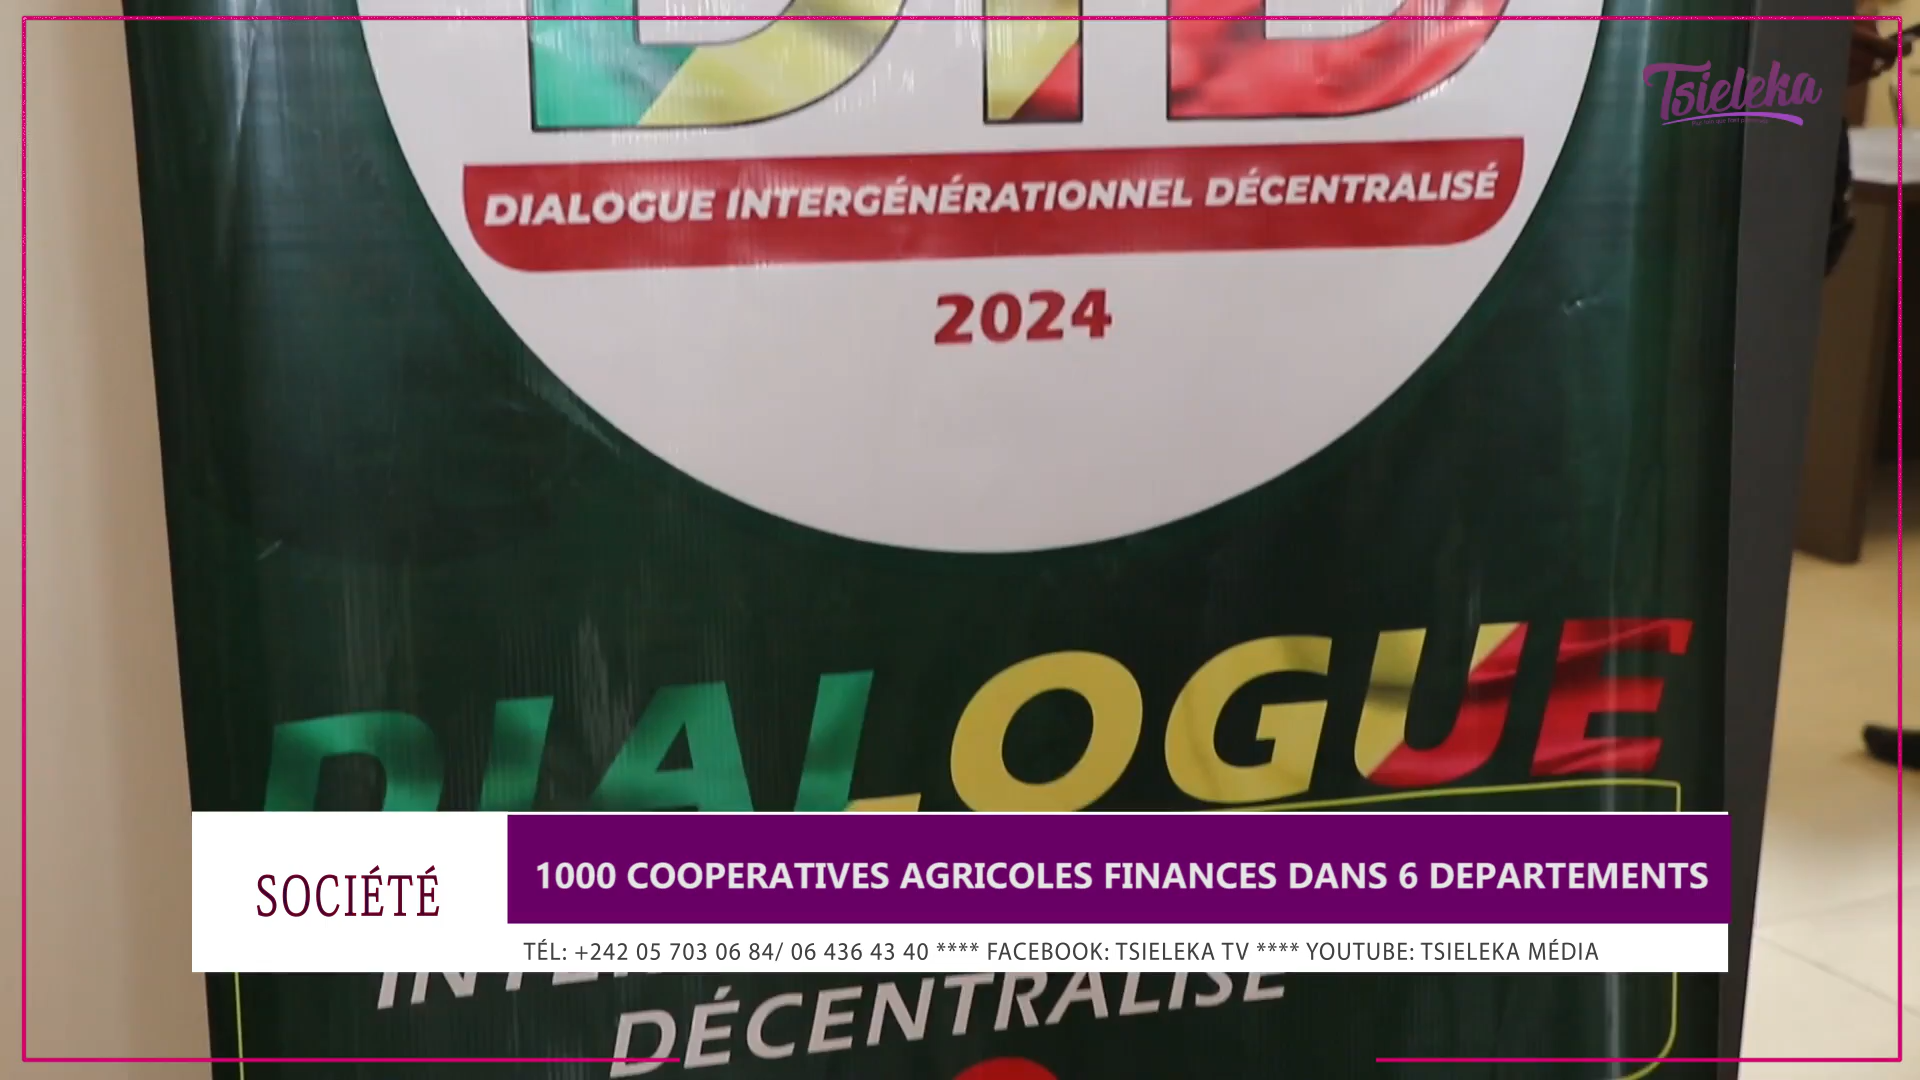 DID
Tsieleka
DIALOGUE INTERGÉNÉRATIONNEL DÉCENTRALISÉ
2024
DIALOGUE
SOCIÉTÉ
1000 COOPERATIVES AGRICOLES FINANCES DANS 6 DEPARTEMENTS
TÉL: +242 05 703 06 84/ 06 436 43 40 **** FACEBOOK: TSIELEKA TV **** YOUTUBE: TSIELEKA MÉDIA
DÉCENTRALISÉ